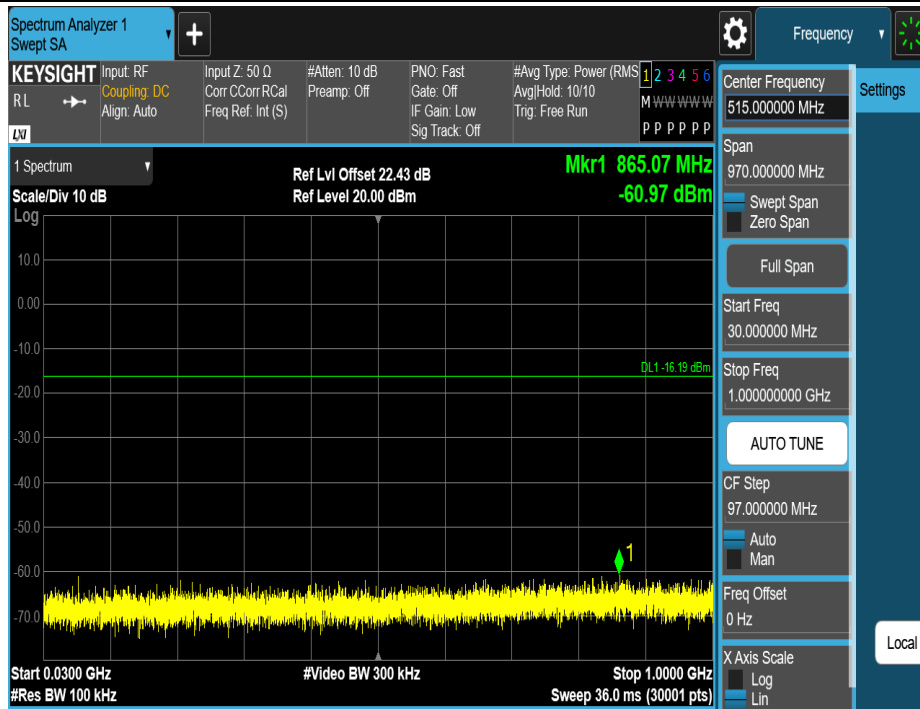 Spectrum Analyzer 1
Swept SA
+
Frequency
KEYSIGHT
RL
LXI
Input: RF
Coupling: DC
Align: Auto
Input Z: 50 Ω
Corr CCorr RCal
Freq Ref: Int (S)
#Atten: 10 dB
Preamp: Off
PNO: Fast
Gate: Off
IF Gain: Low
Sig Track: Off
#Avg Type: Power (RMS
Avg|Hold: 10/10
Trig: Free Run
1 2 3 4 5 6
M W W W W W
P P P P P P
1 Spectrum
Scale/Div 10 dB
Log
Ref Lvl Offset 22.43 dB
Ref Level 20.00 dBm
Mkr1 865.07 MHz
-60.97 dBm
10.0
0.00
-10.0
DL1 -16.19 dBm
-20.0
-30.0
-40.0
-50.0
1
-60.0
-70.0
Start 0.0300 GHz
#Video BW 300 kHz
Stop 1.0000 GHz
#Res BW 100 kHz
Sweep 36.0 ms (30001 pts)
Center Frequency
515.000000 MHz
Span
970.000000 MHz
Swept Span
Zero Span
Full Span
Start Freq
30.000000 MHz
Stop Freq
1.000000000 GHz
AUTO TUNE
CF Step
97.000000 MHz
Auto
Man
Freq Offset
0 Hz
X Axis Scale
Log
Lin
Settings
Local